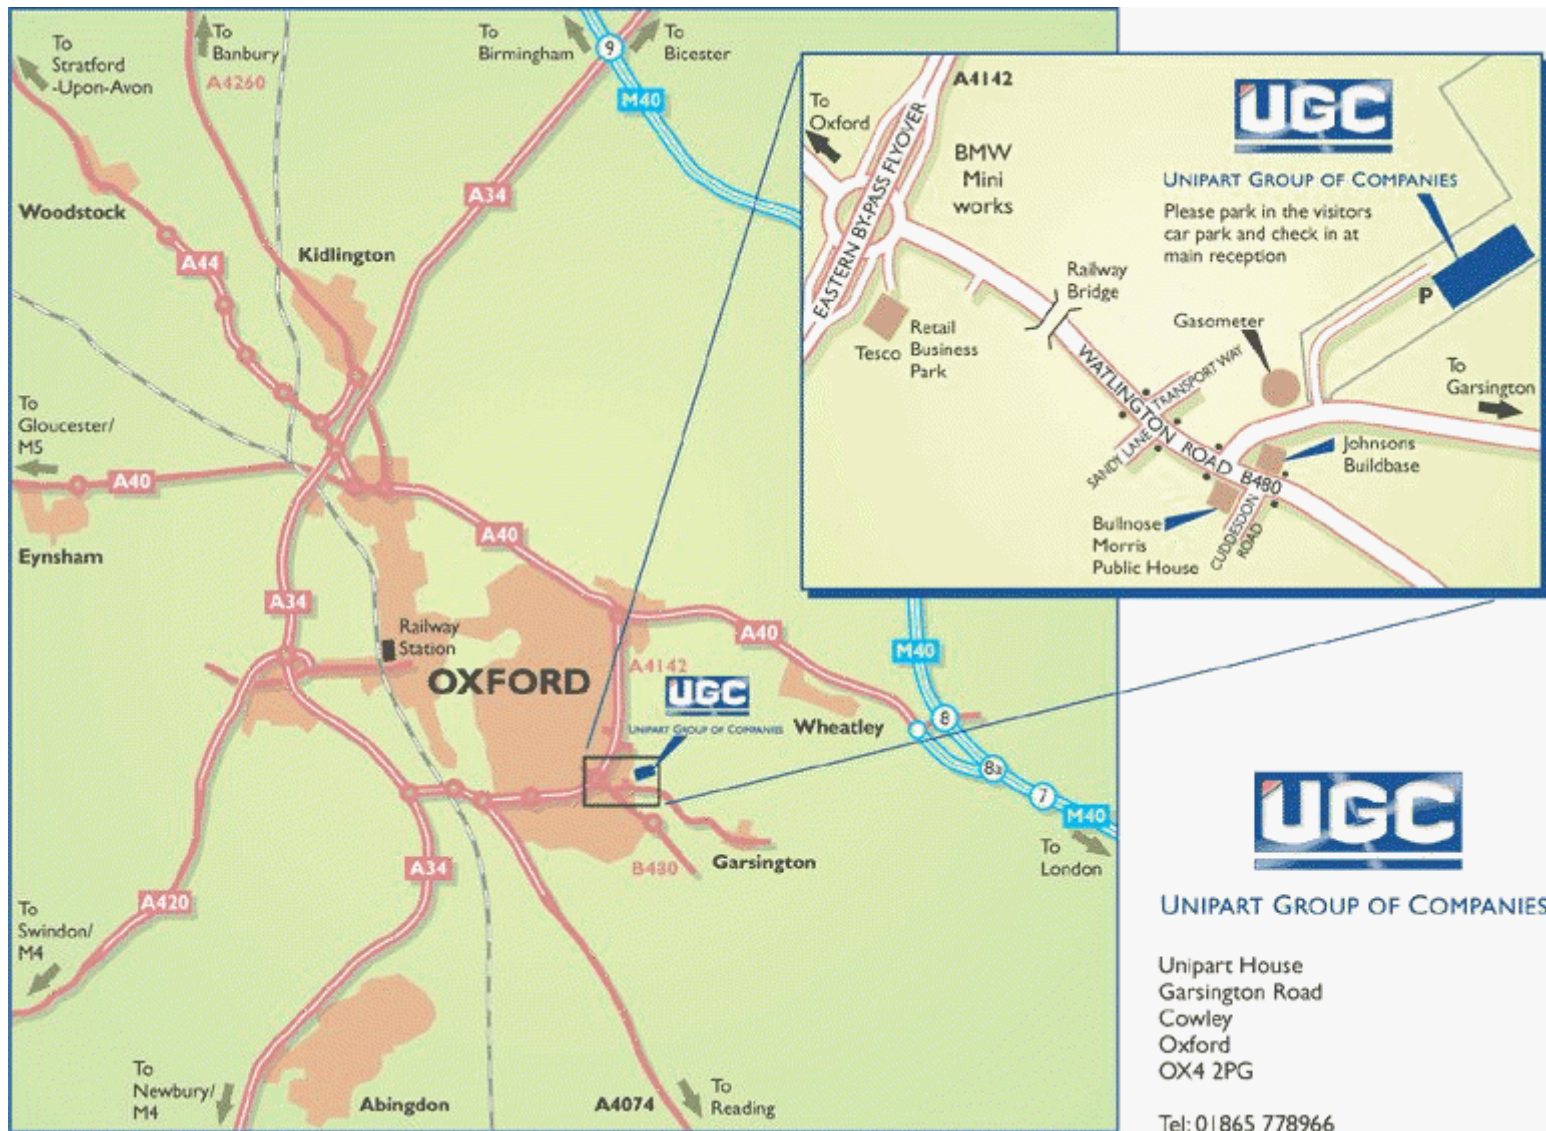 To
Stratford
-Upon-Avon
To
Banbury
A4260
To
Birmingham
9
To
Bicester
M40
A34
Woodstock
A44
Kidlington
To
Gloucester/
M5
A40
Eynsham
A40
A34
Railway
Station
OXFORD
A4142
UGC
UNIPART GROUP OF COMPANIES
A40
Wheatley
M40
8
8a
7
M40
To
London
Garsington
B480
A34
A420
To
Swindon/
M4
To
Newbury/
M4
Abingdon
A4074
To
Reading
A4142
To
Oxford
EASTERN BY-PASS FLYOVER
BMW
Mini
works
UGC
UNIPART GROUP OF COMPANIES
Please park in the visitors
car park and check in at
main reception
P
Railway
Bridge
Gasometer
Tesco
Retail
Business
Park
WATLINGTON ROAD B480
TRANSPORT WAY
SANDY LANE
To
Garsington
Johnsons
Buildbase
Bullnose
Morris
Public House
CUDDESDON
ROAD
UGC
UNIPART GROUP OF COMPANIES
Unipart House
Garsington Road
Cowley
Oxford
OX4 2PG
Tel: 01865 778966